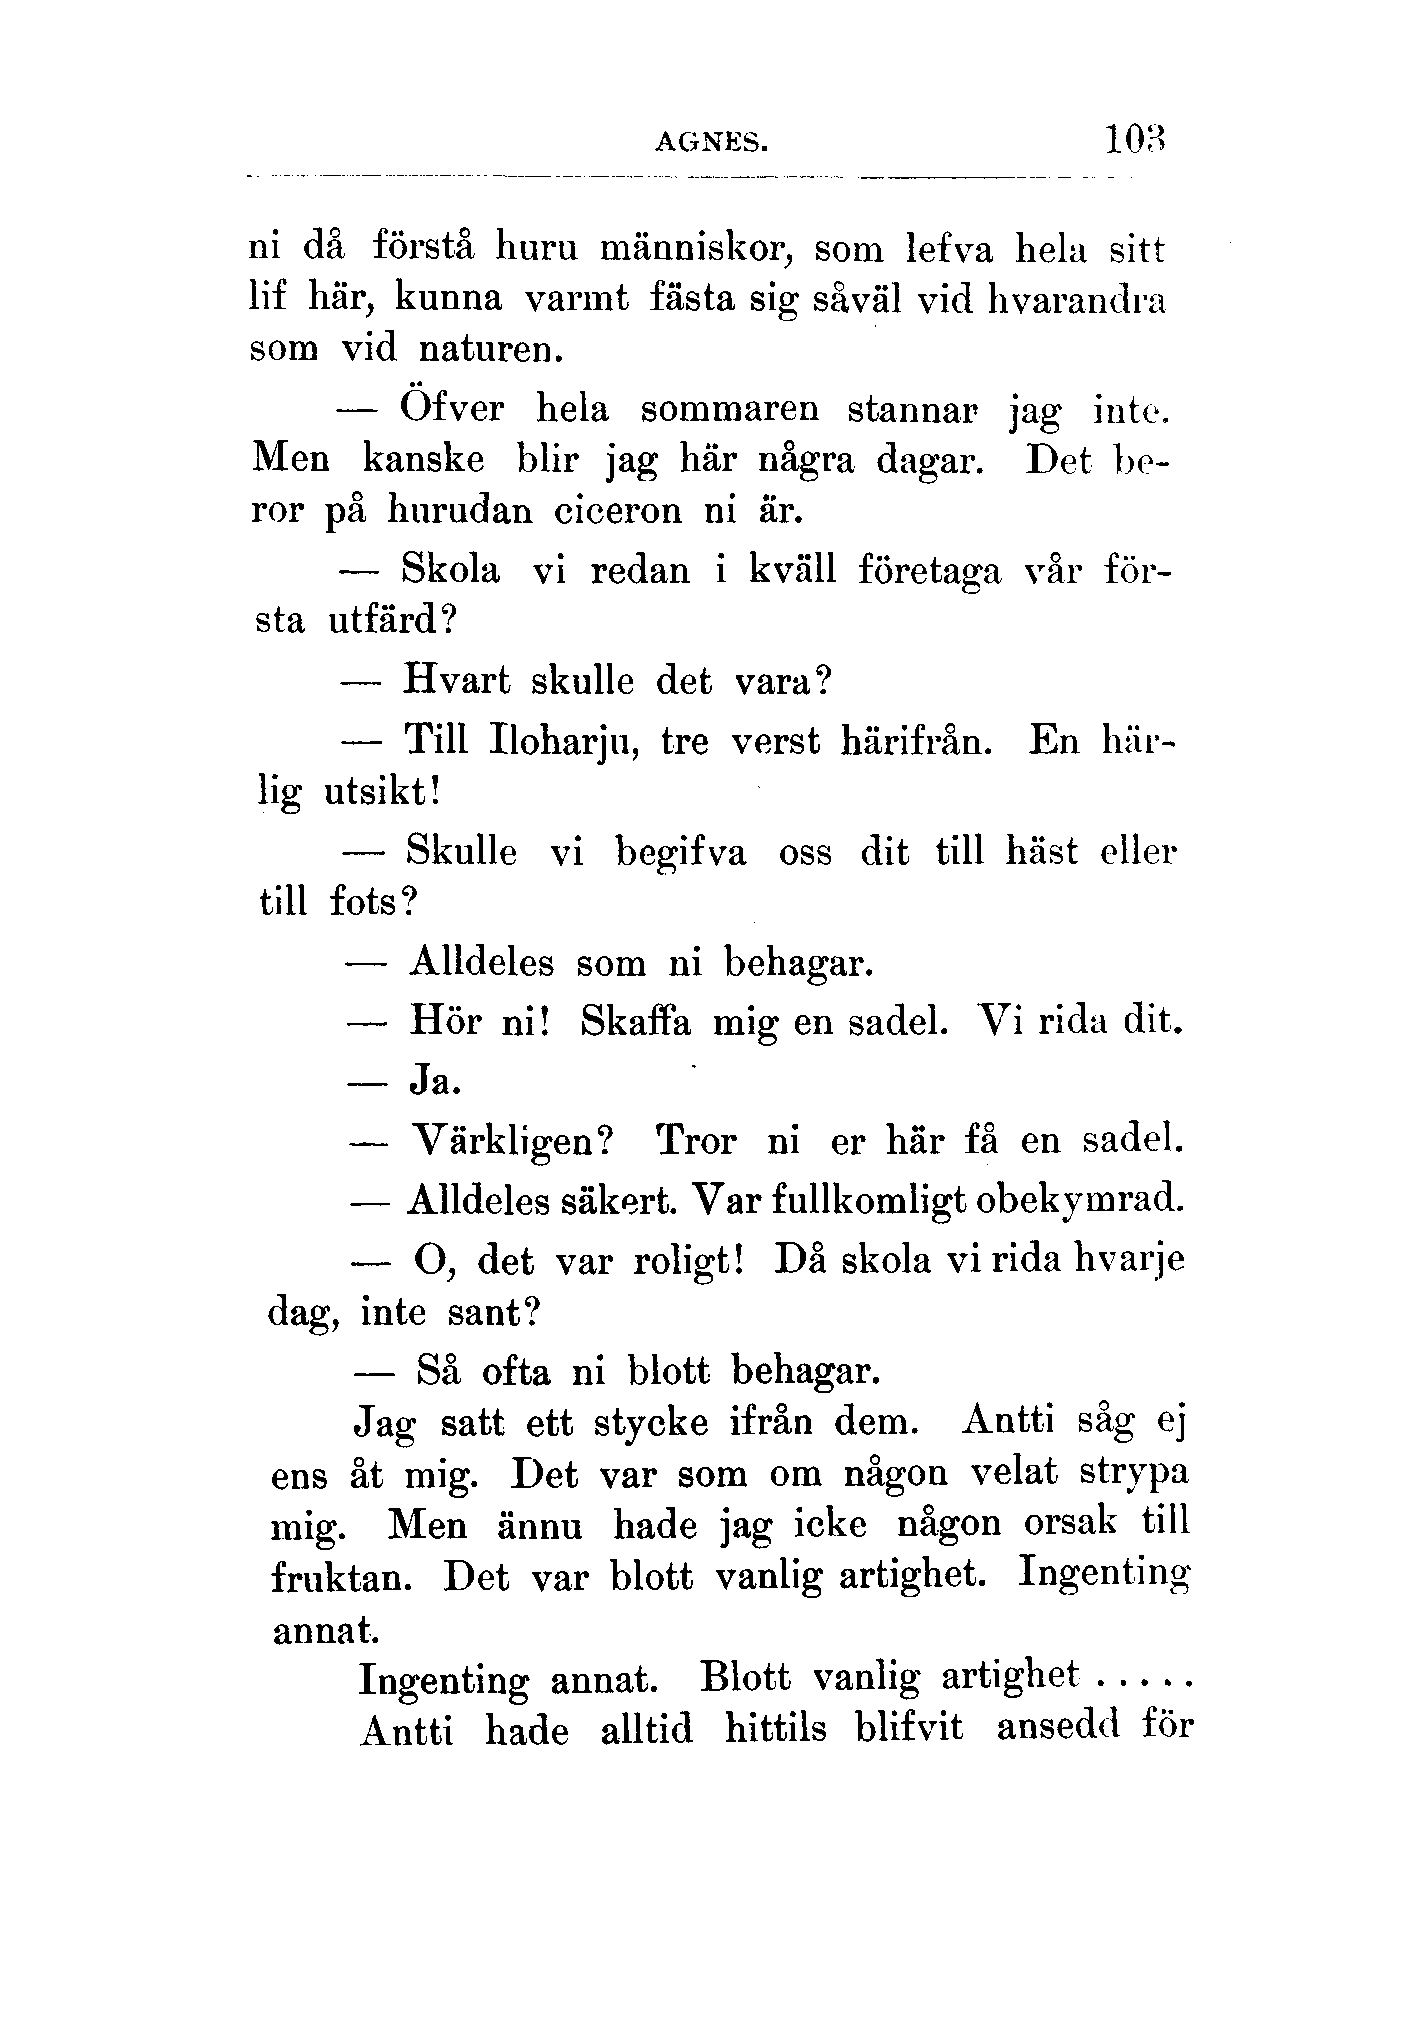 AGNES. 103
ni då förstå huru människor, som lefva hela sitt
lif här, kunna varmt fästa sig såväl vid hvarandra
som vid naturen.
— Öfver hela sommaren stannar jag inte.
Men kanske blir jag här några dagar. Det be-
ror på hurudan ciceron ni är.
— Skola vi redan i kväll företaga vår för-
sta utfärd?
— Hvart skulle det vara?
— Till Iloharju, tre verst härifrån. En här-
lig utsikt!
— Skulle vi begifva oss dit till häst eller
till fots?
— Alldeles som ni behagar.
— Hör ni! Skaffa mig en sadel. Vi rida dit.
— Ja.
— Värkligen? Tror ni er här få en sadel.
— Alldeles säkert. Var fullkomligt obekymrad.
— O, det var roligt! Då skola vi rida hvarje
dag, inte sant?
— Så ofta ni blott behagar.
Jag satt ett stycke ifrån dem. Antti såg ej
ens åt mig. Det var som om någon velat strypa
mig. Men ännu hade jag icke någon orsak till
fruktan. Det var blott vanlig artighet. Ingenting
annat.
Ingenting annat. Blott vanlig artighet . . . . .
Antti hade alltid hittils blifvit ansedd för